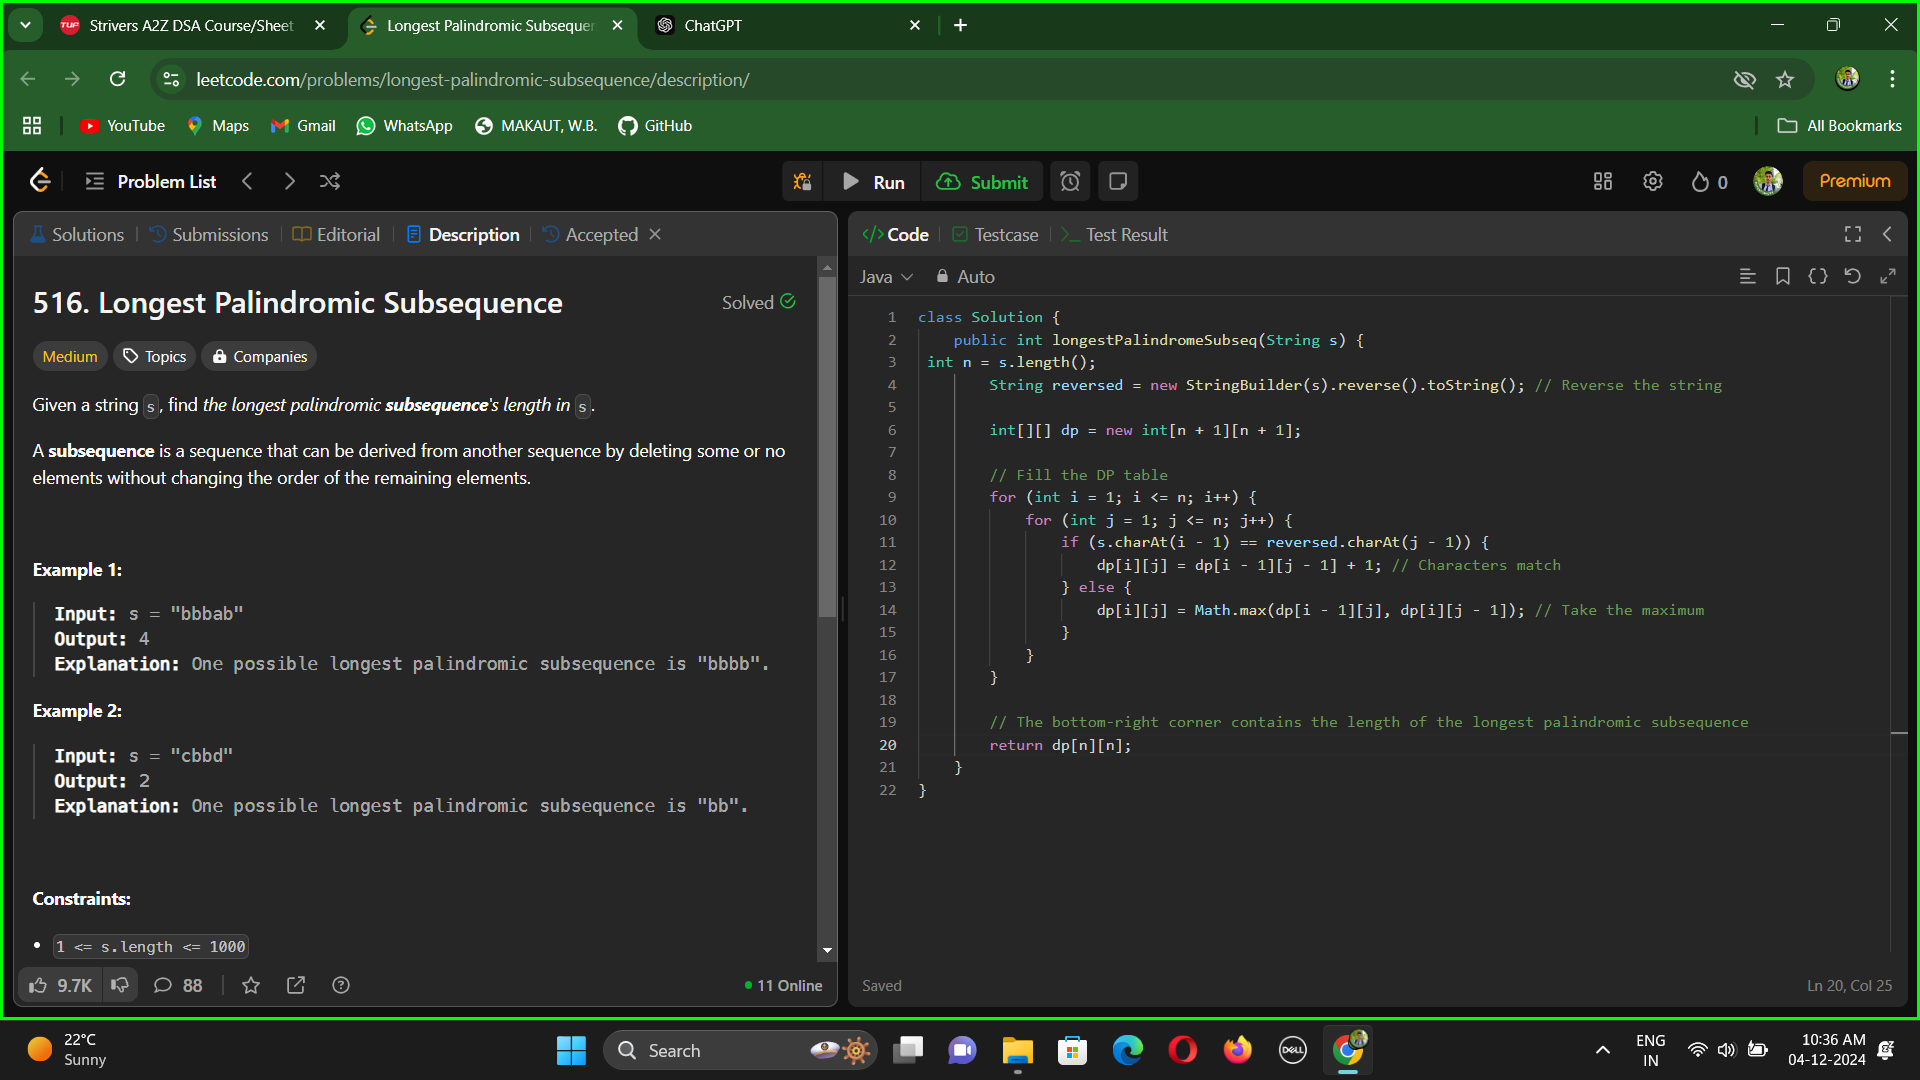 Strivers A2Z DSA Course/Sheet
Longest Palindromic Subsequen
ChatGPT
leetcode.com/problems/longest-palindromic-subsequence/description/
YouTube
Maps
Gmail
WhatsApp
MAKAUT, W.B.
GitHub
All Bookmarks
Problem List
Run
Submit
0
Premium
Solutions
Submissions
Editorial
Description
Accepted
516. Longest Palindromic Subsequence
Solved
Medium
Topics
Companies
Given a string s, find the longest palindromic subsequence's length in s.
A subsequence is a sequence that can be derived from another sequence by deleting some or no
elements without changing the order of the remaining elements.
Example 1:
Input: s = "bbbab"
Output: 4
Explanation: One possible longest palindromic subsequence is "bbbb".
Example 2:
Input: s = "cbbd"
Output: 2
Explanation: One possible longest palindromic subsequence is "bb".
Constraints:
• 1 <= s.length <= 1000
9.7K
88
11 Online
</> Code
Testcase
>_ Test Result
Java
Auto
1 class Solution {
2     public int longestPalindromeSubseq(String s) {
3  int n = s.length();
4         String reversed = new StringBuilder(s).reverse().toString(); // Reverse the string
5
6         int[][] dp = new int[n + 1][n + 1];
7
8         // Fill the DP table
9         for (int i = 1; i <= n; i++) {
10             for (int j = 1; j <= n; j++) {
11                 if (s.charAt(i - 1) == reversed.charAt(j - 1)) {
12                     dp[i][j] = dp[i - 1][j - 1] + 1; // Characters match
13                 } else {
14                     dp[i][j] = Math.max(dp[i - 1][j], dp[i][j - 1]); // Take the maximum
15                 }
16             }
17         }
18
19         // The bottom-right corner contains the length of the longest palindromic subsequence
20         return dp[n][n];
21     }
22 }
Saved
Ln 20, Col 25
22°C
Sunny
Search
DELL
ENG
IN
10:36 AM
04-12-2024